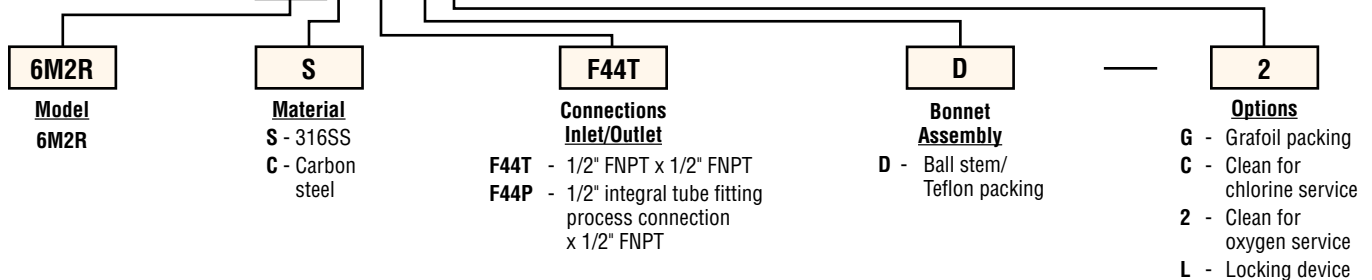 6M2R
Model
6M2R
S
Material
S - 316SS
C - Carbon
steel
F44T
Connections
Inlet/Outlet
F44T - 1/2" FNPT x 1/2" FNPT
F44P - 1/2" integral tube fitting
process connection
x 1/2" FNPT
D
Bonnet
Assembly
D - Ball stem/
Teflon packing
—
2
Options
G - Grafoil packing
C - Clean for
chlorine service
2 - Clean for
oxygen service
L - Locking device